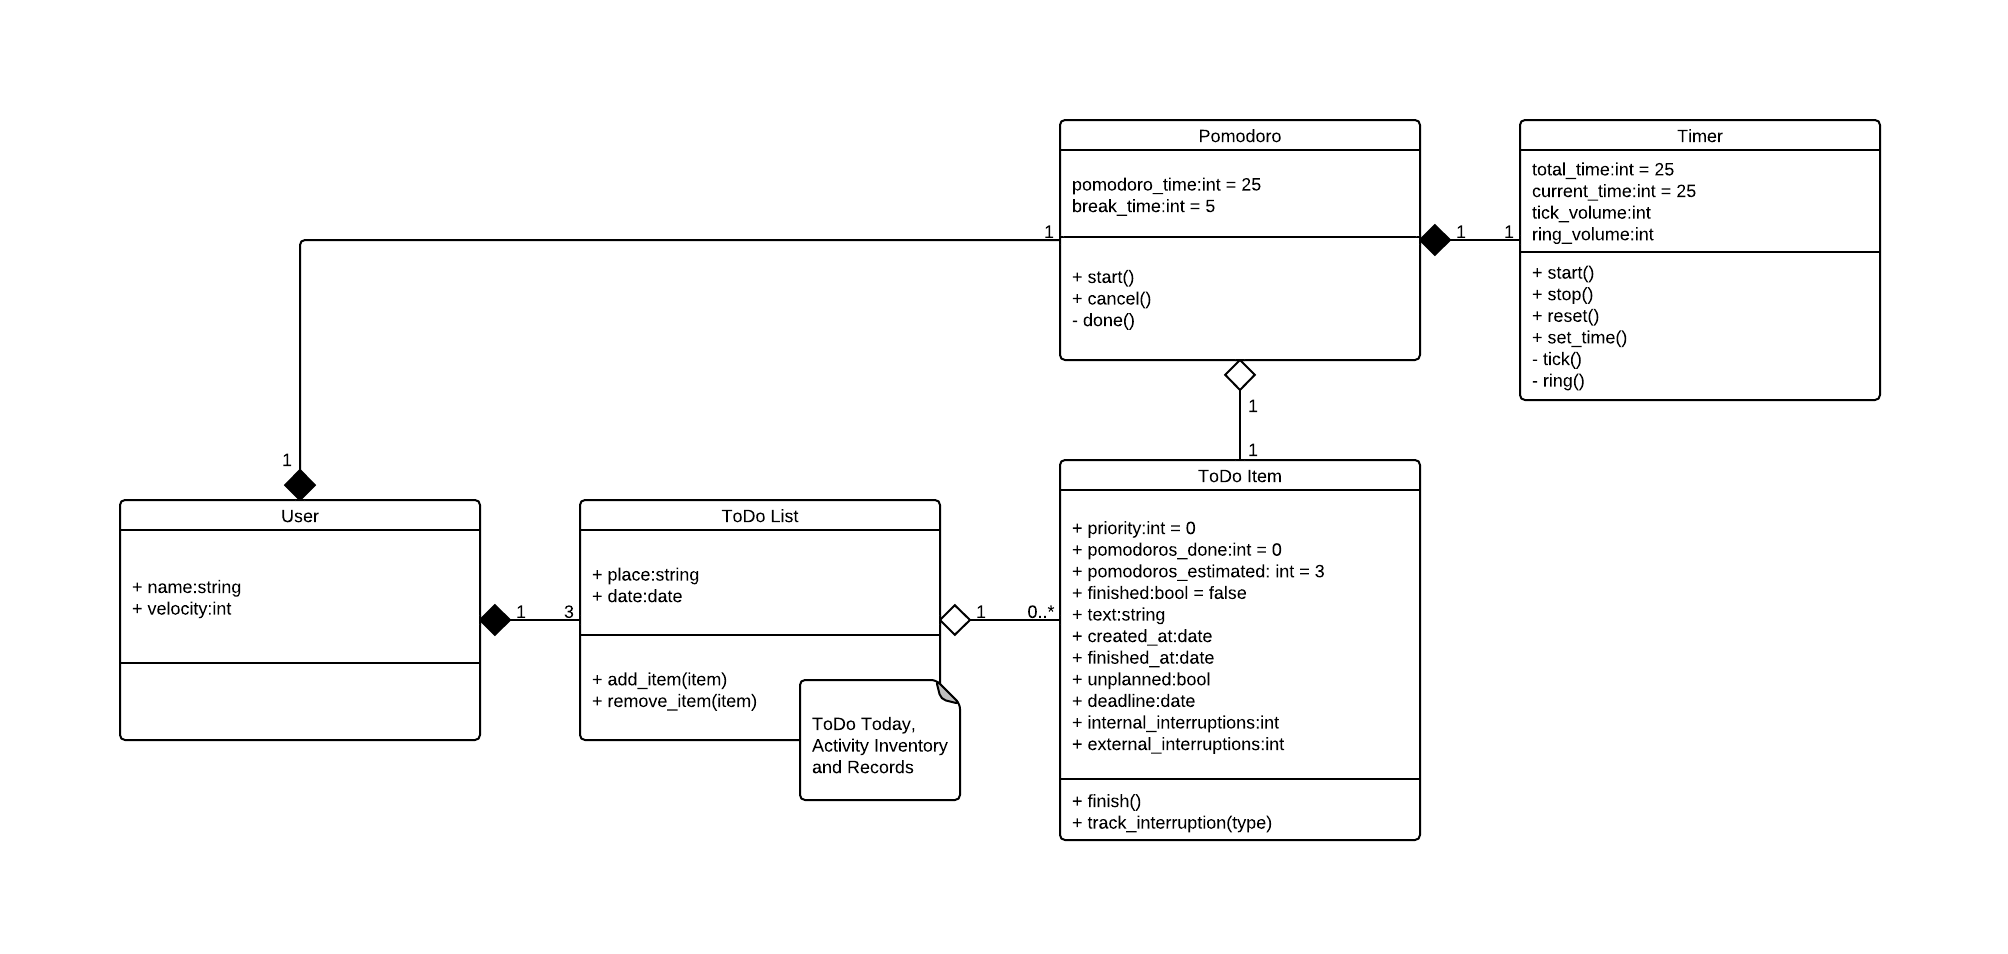 Pomodoro
pomodoro_time:int = 25
break_time:int = 5
+ start()
+ cancel()
- done()
1
1
1
Timer
total_time:int = 25
current_time:int = 25
tick_volume:int
ring_volume:int
+ start()
+ stop()
+ reset()
+ set_time()
- tick()
- ring()
1
1
1
User
+ name:string
+ velocity:int
1
3
ToDo List
+ place:string
+ date:date
+ add_item(item)
+ remove_item(item)
ToDo Today,
Activity Inventory
and Records
1
0..*
1
ToDo Item
+ priority:int = 0
+ pomodoros_done:int = 0
+ pomodoros_estimated: int = 3
+ finished:bool = false
+ text:string
+ created_at:date
+ finished_at:date
+ unplanned:bool
+ deadline:date
+ internal_interruptions:int
+ external_interruptions:int
+ finish()
+ track_interruption(type)